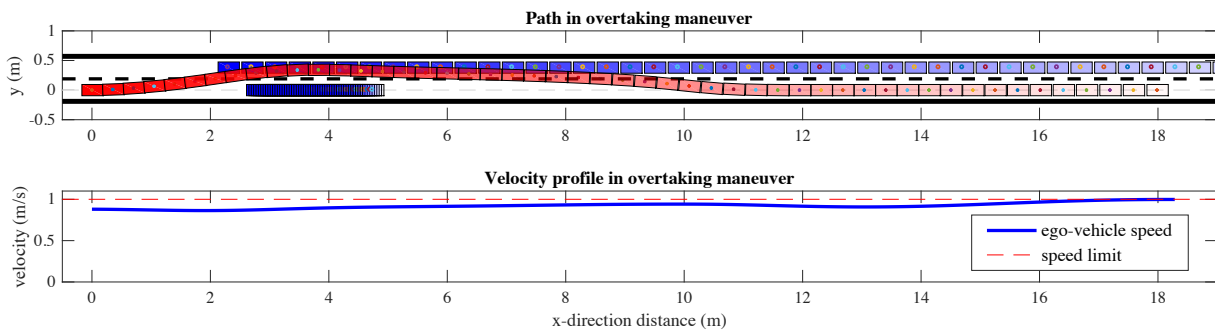 Path in overtaking maneuver
y (m)
1
0.5
0
-0.5
0 2 4 6 8 10 12 14 16 18
Velocity profile in overtaking maneuver
velocity (m/s)
1
0.5
0
ego-vehicle speed
speed limit
0 2 4 6 8 10 12 14 16 18
x-direction distance (m)